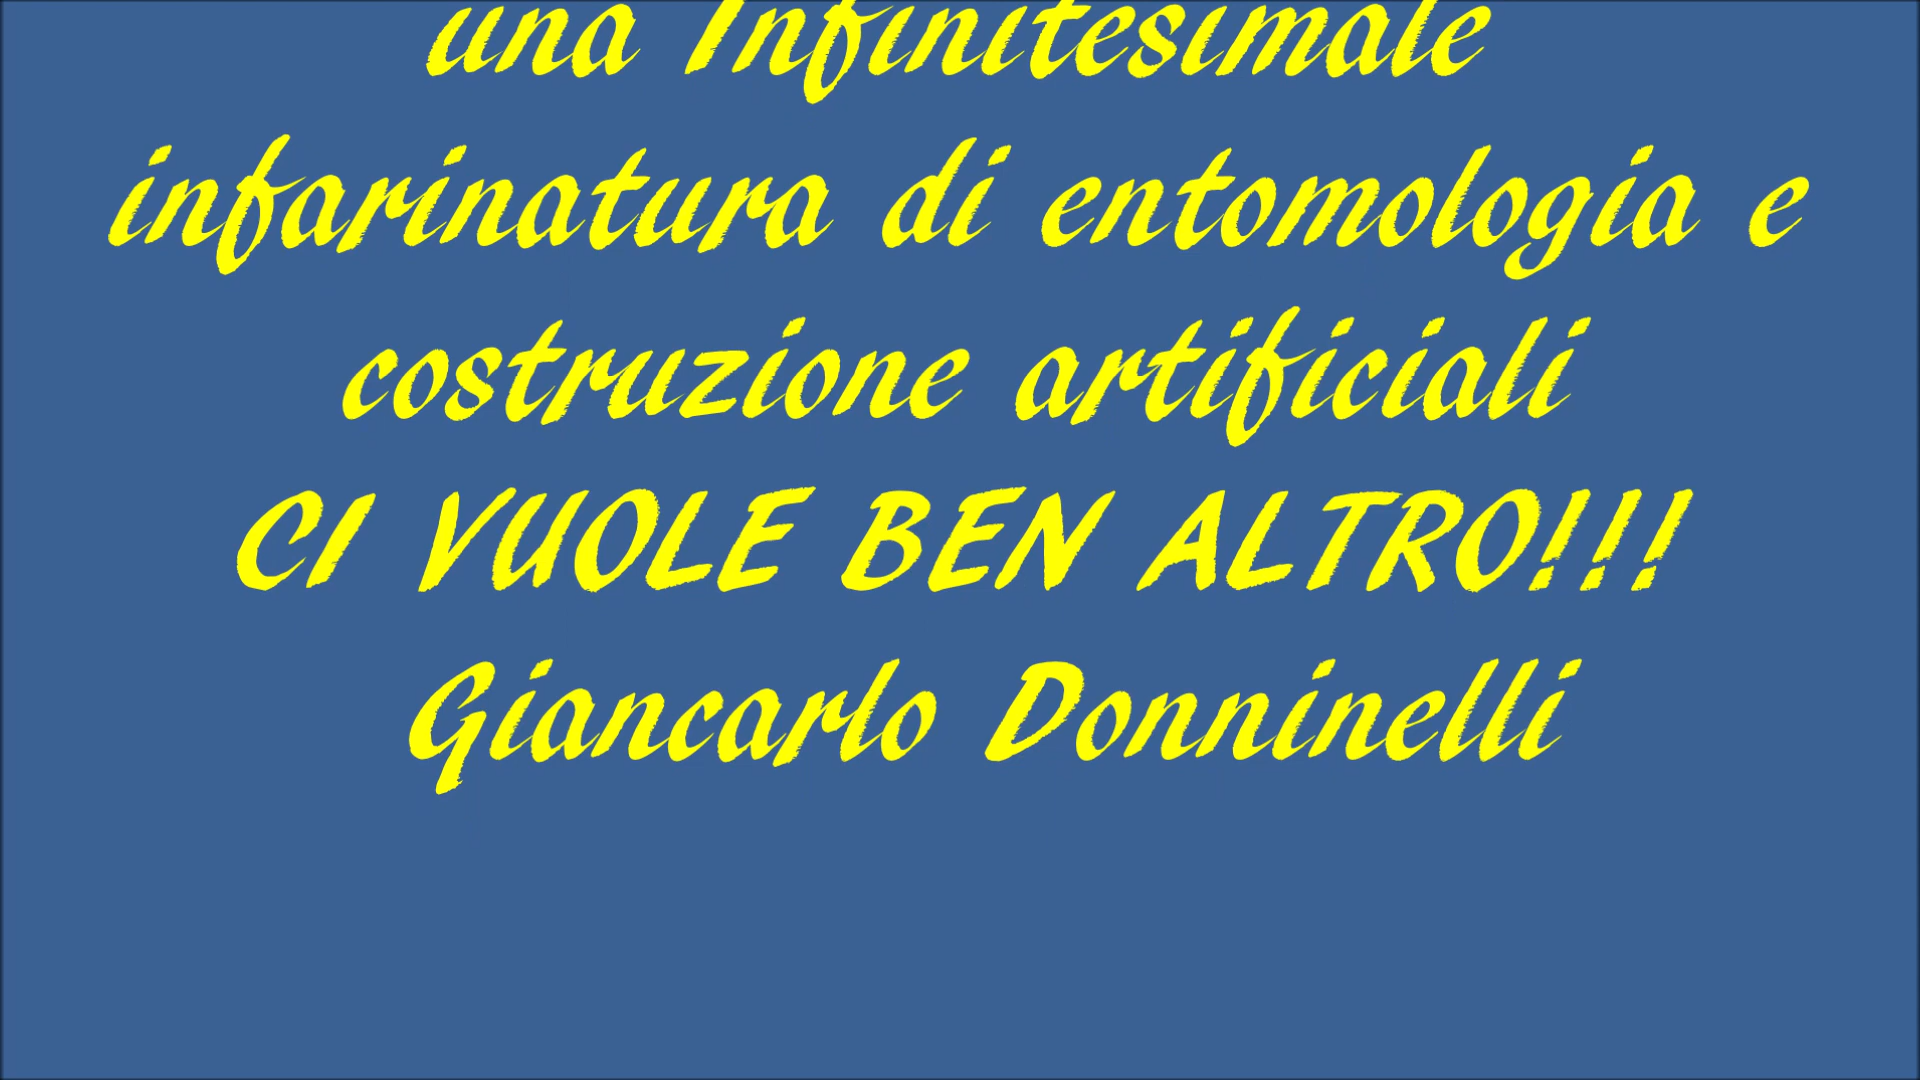 una Infinitesimale
infarinatura di entomologia e
costruzione artificiali
CI VUOLE BEN ALTRO!!!
Giancarlo Donninelli